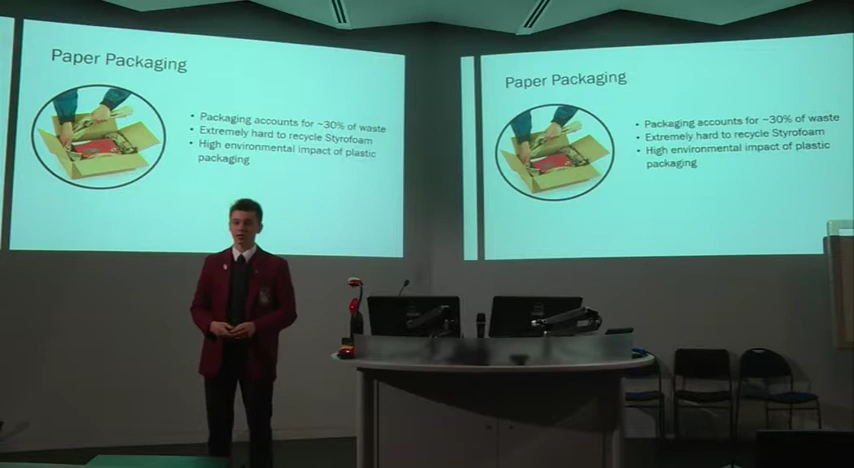 Paper Packaging
• Packaging accounts for ~30% of waste
• Extremely hard to recycle Styrofoam
• High environmental impact of plastic
packaging
Paper Packaging
• Packaging accounts for ~30% of waste
• Extremely hard to recycle Styrofoam
• High environmental impact of plastic
packaging